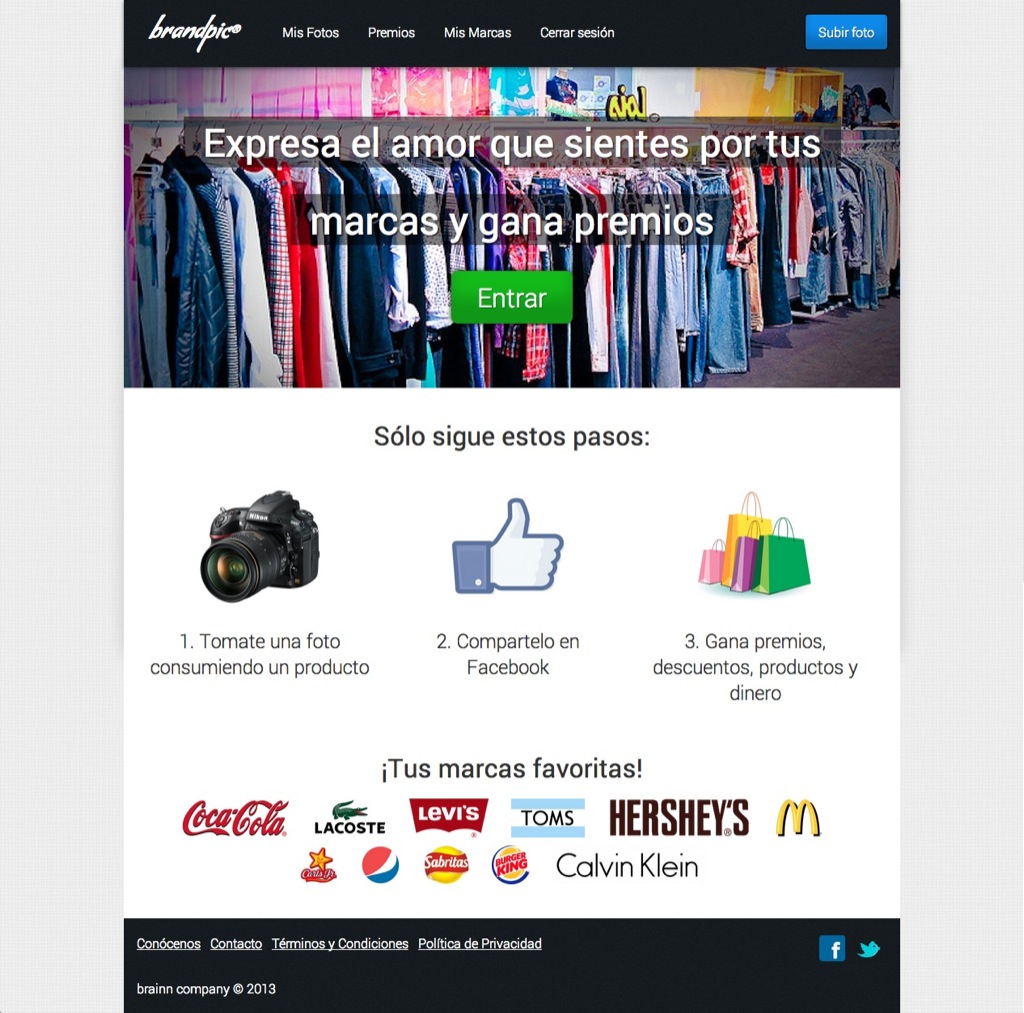 brandpic®
Mis Fotos Premios Mis Marcas Cerrar sesión Subir foto
Expresa el amor que sientes por tus
marcas y gana premios
Entrar
Sólo sigue estos pasos:
Nikon
1. Tomate una foto
consumiendo un producto
2. Compartelo en
Facebook
3. Gana premios,
descuentos, productos y
dinero
¡Tus marcas favoritas!
Coca-Cola® LACOSTE LEVI'S® TOMS HERSHEY'S® M
Carl's Jr. Sabritas BURGER KING Calvin Klein
Conócenos Contacto Términos y Condiciones Política de Privacidad f
brainn company © 2013